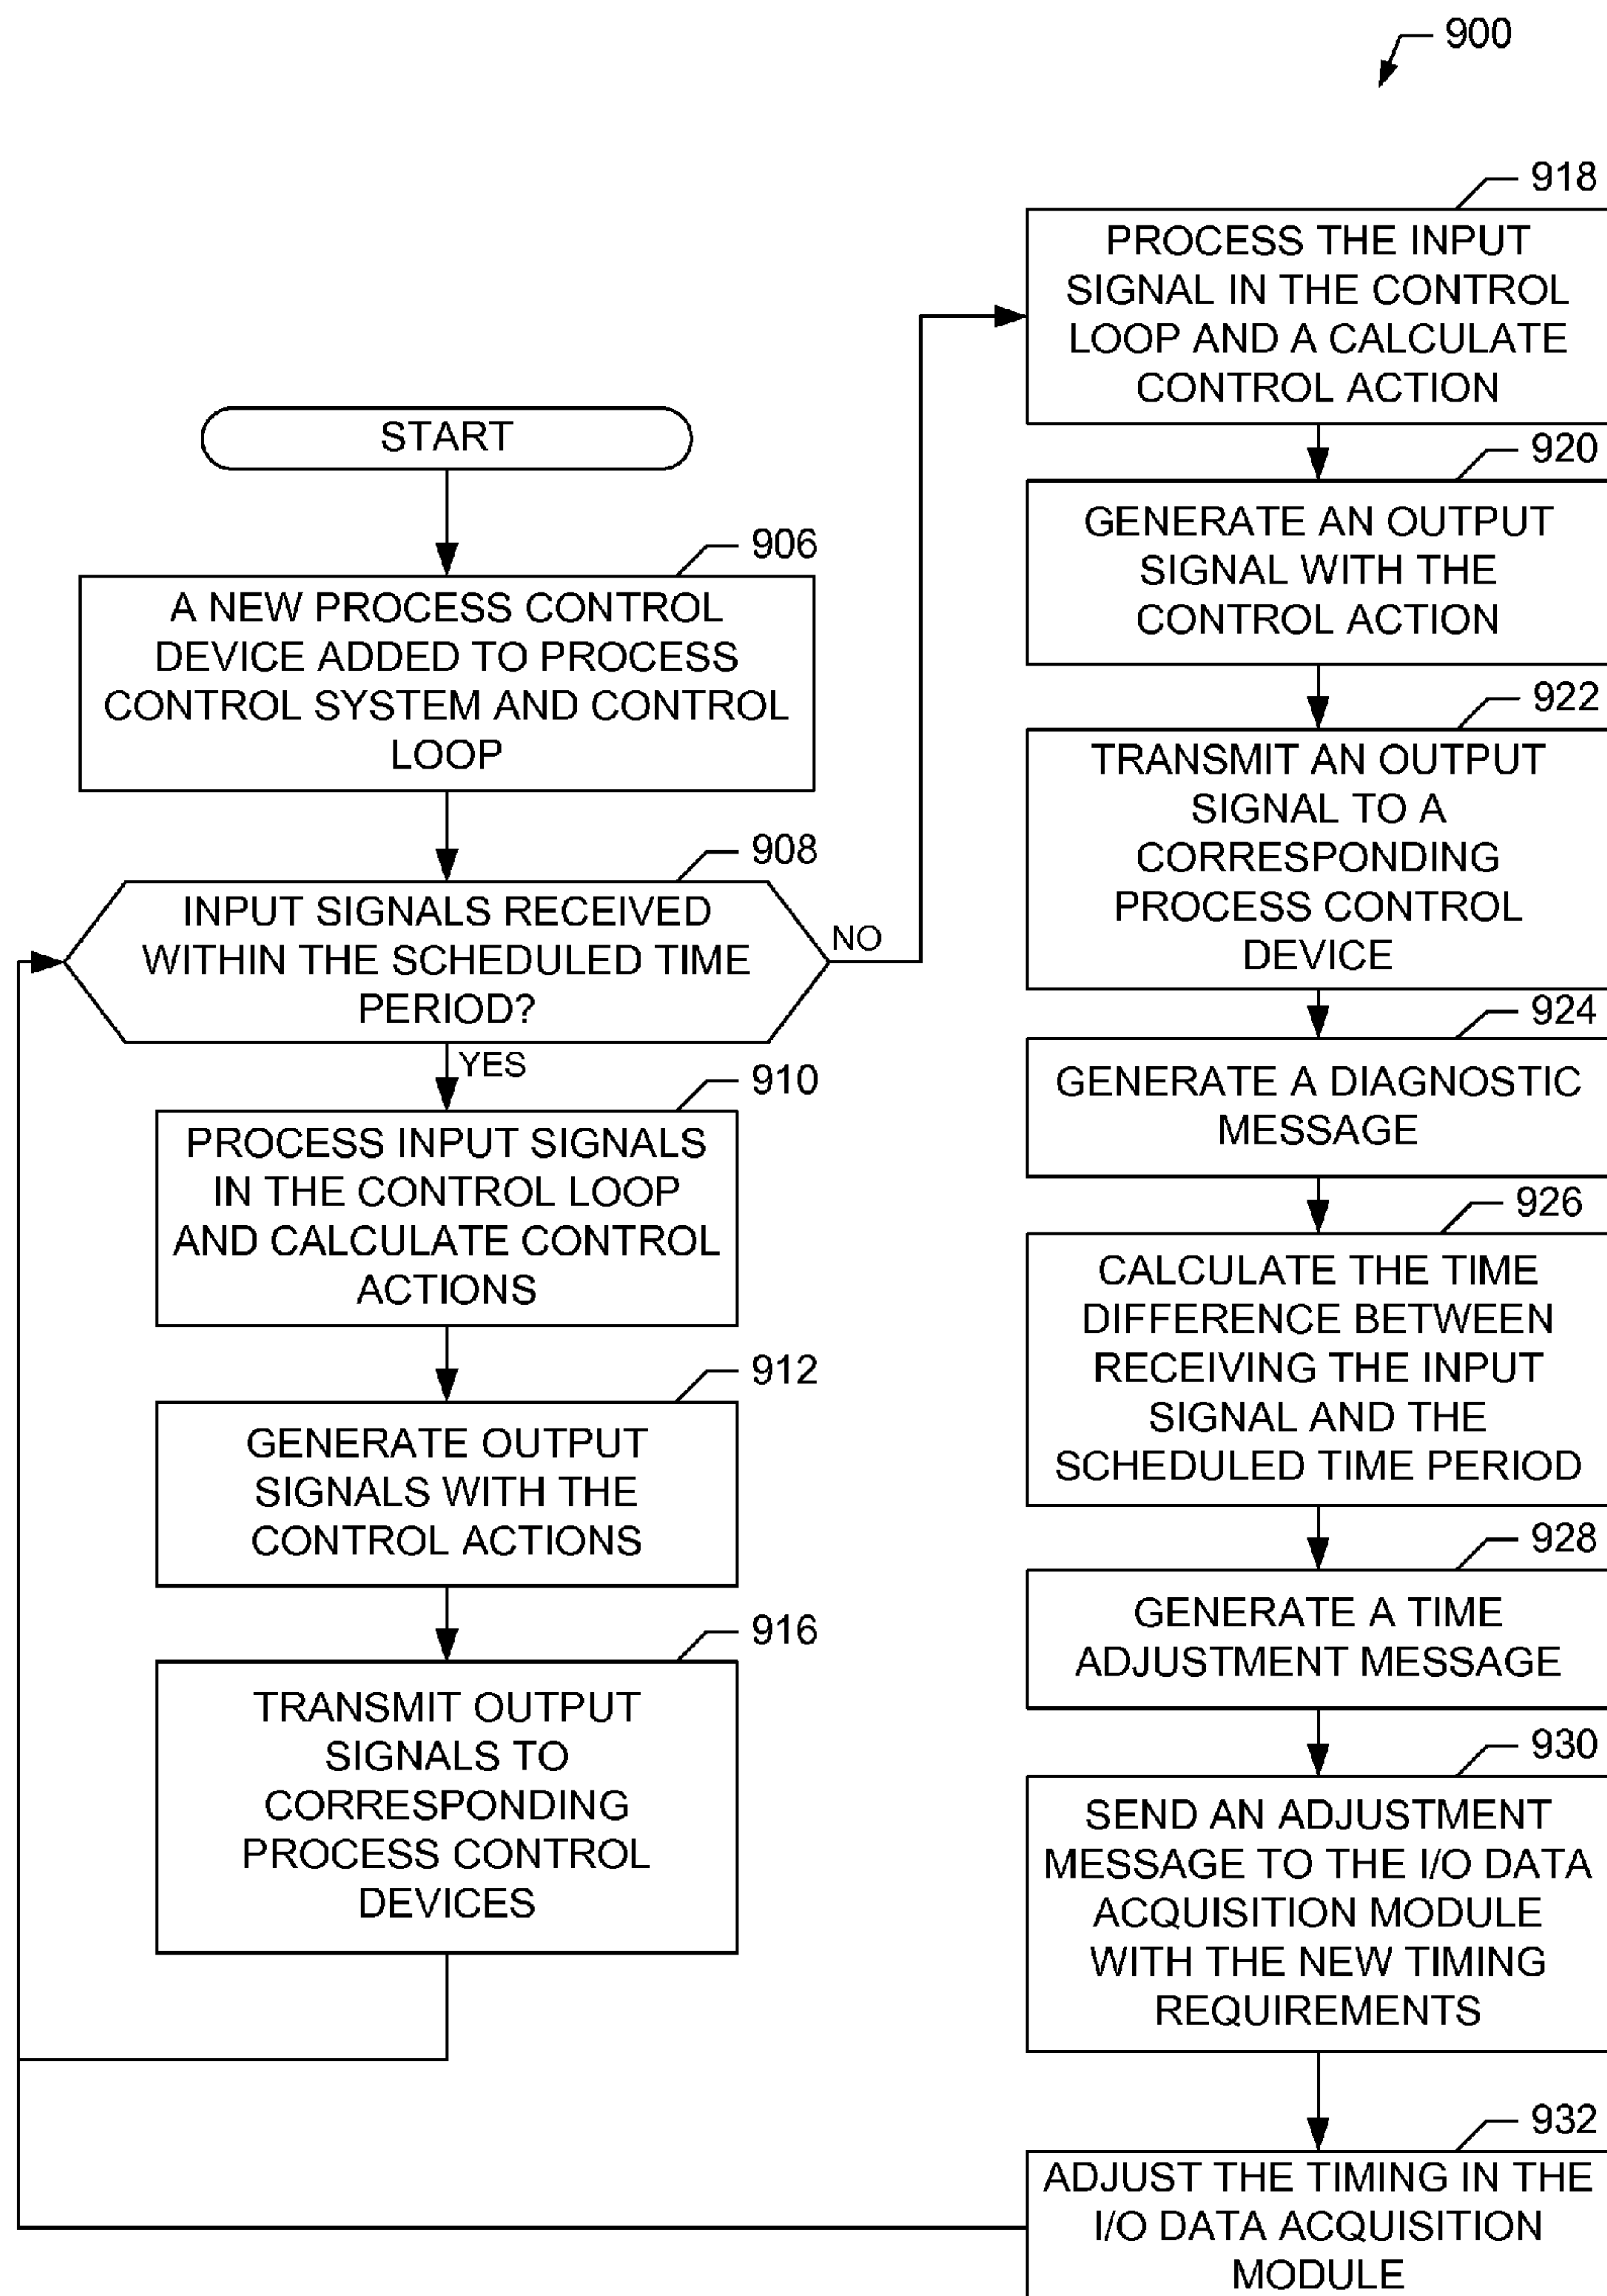 900
START
906
A NEW PROCESS CONTROL
DEVICE ADDED TO PROCESS
CONTROL SYSTEM AND CONTROL
LOOP
908
INPUT SIGNALS RECEIVED
WITHIN THE SCHEDULED TIME
PERIOD?
NO
YES
910
PROCESS INPUT SIGNALS
IN THE CONTROL LOOP
AND CALCULATE CONTROL
ACTIONS
912
GENERATE OUTPUT
SIGNALS WITH THE
CONTROL ACTIONS
916
TRANSMIT OUTPUT
SIGNALS TO
CORRESPONDING
PROCESS CONTROL
DEVICES
918
PROCESS THE INPUT
SIGNAL IN THE CONTROL
LOOP AND A CALCULATE
CONTROL ACTION
920
GENERATE AN OUTPUT
SIGNAL WITH THE
CONTROL ACTION
922
TRANSMIT AN OUTPUT
SIGNAL TO A
CORRESPONDING
PROCESS CONTROL
DEVICE
924
GENERATE A DIAGNOSTIC
MESSAGE
926
CALCULATE THE TIME
DIFFERENCE BETWEEN
RECEIVING THE INPUT
SIGNAL AND THE
SCHEDULED TIME PERIOD
928
GENERATE A TIME
ADJUSTMENT MESSAGE
930
SEND AN ADJUSTMENT
MESSAGE TO THE I/O DATA
ACQUISITION MODULE
WITH THE NEW TIMING
REQUIREMENTS
932
ADJUST THE TIMING IN THE
I/O DATA ACQUISITION
MODULE